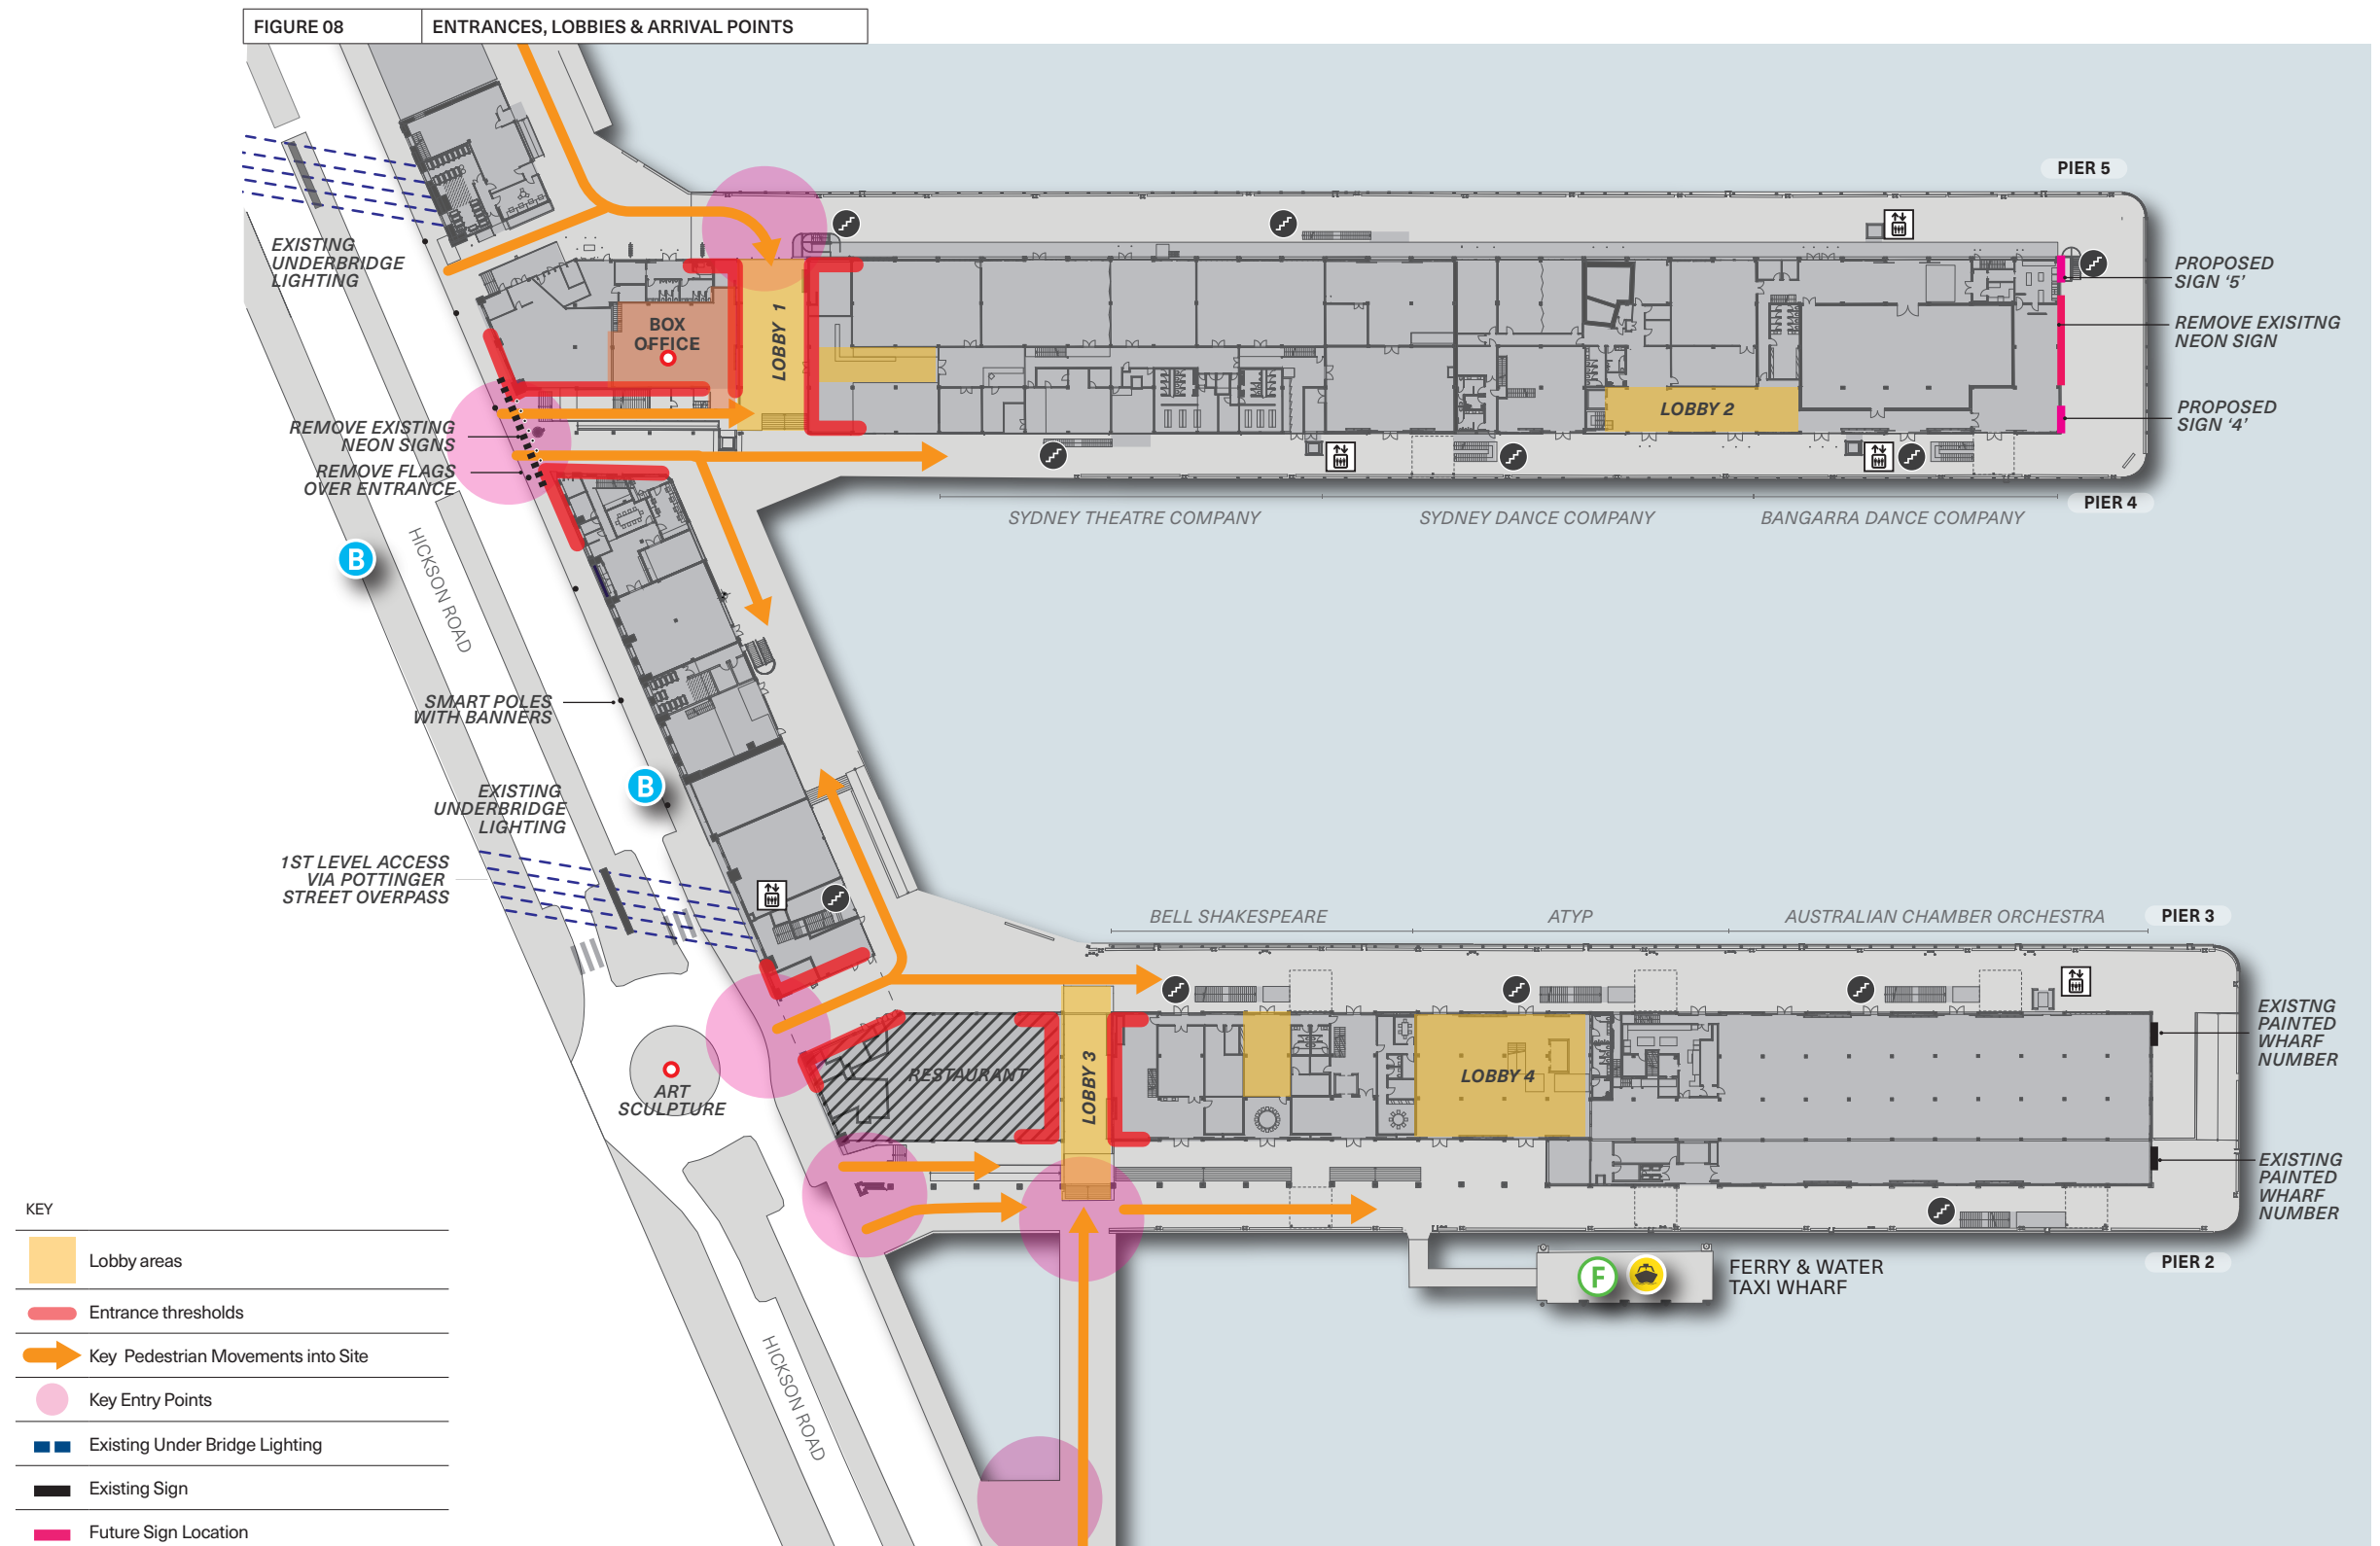 FIGURE 08
ENTRANCES, LOBBIES & ARRIVAL POINTS
PIER 5
EXISTING
UNDERBRIDGE
LIGHTING
PROPOSED
SIGN ‘5’
BOX
OFFICE
LOBBY 1
REMOVE EXISITNG
NEON SIGN
LOBBY 2
PROPOSED
SIGN ‘4’
REMOVE EXISTING
NEON SIGNS
REMOVE FLAGS
OVER ENTRANCE
PIER 4
SYDNEY THEATRE COMPANY
SYDNEY DANCE COMPANY
BANGARRA DANCE COMPANY
B
HICKSON ROAD
SMART POLES
WITH BANNERS
B
EXISTING
UNDERBRIDGE
LIGHTING
1ST LEVEL ACCESS
VIA POTTINGER
STREET OVERPASS
BELL SHAKESPEARE
ATYP
AUSTRALIAN CHAMBER ORCHESTRA
PIER 3
EXISTNG
PAINTED
WHARF
NUMBER
RESTAURANT
LOBBY 3
LOBBY 4
ART
SCULPTURE
EXISTING
PAINTED
WHARF
NUMBER
PIER 2
F
FERRY & WATER
TAXI WHARF
HICKSON ROAD
KEY
Lobby areas
Entrance thresholds
Key Pedestrian Movements into Site
Key Entry Points
Existing Under Bridge Lighting
Existing Sign
Future Sign Location